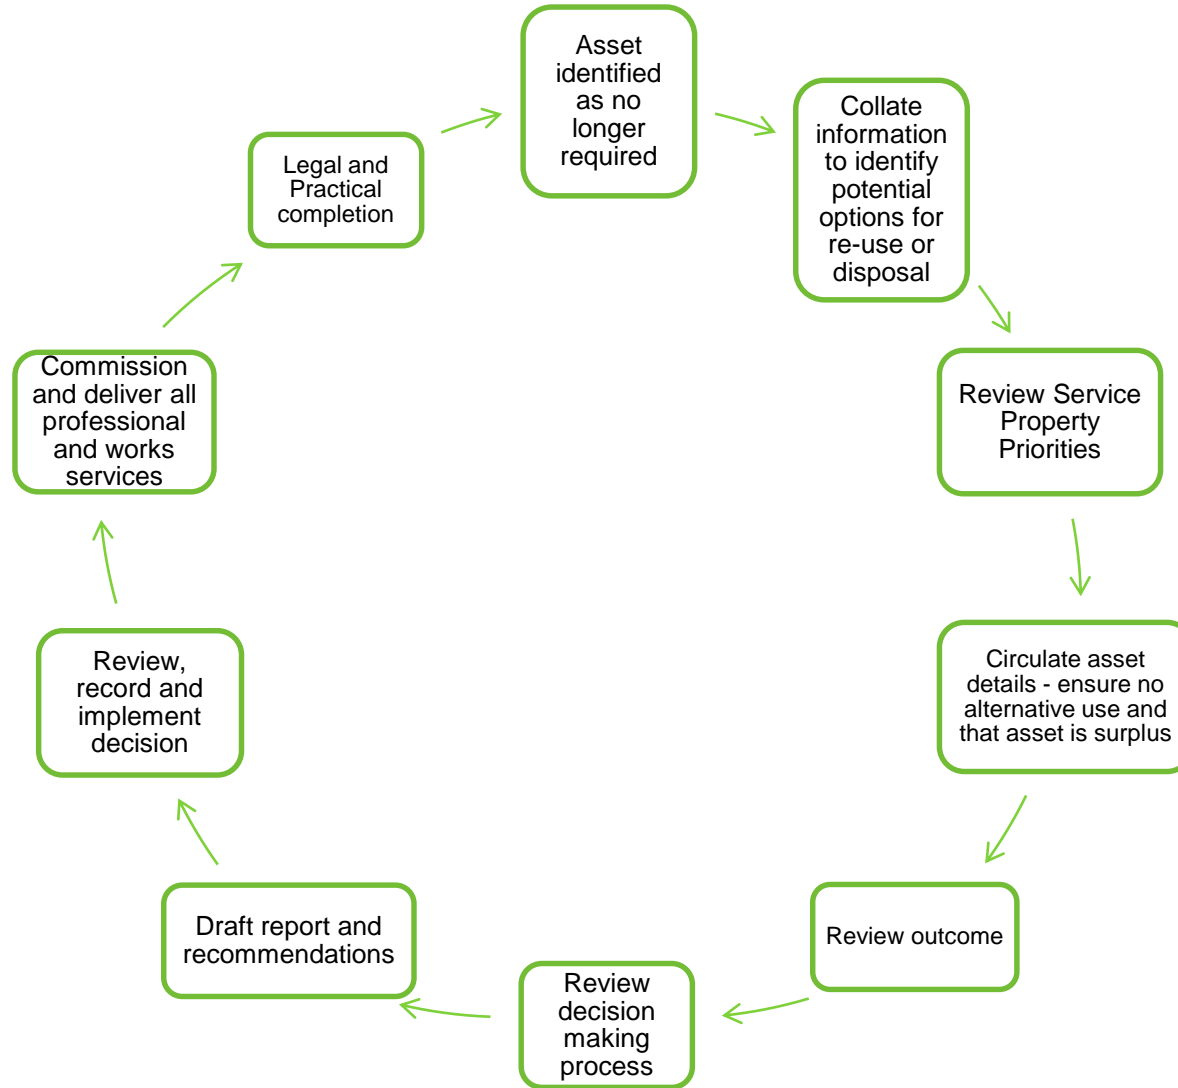 Asset
identified
as no
longer
required
Collate
information
to identify
potential
options for
re-use or
disposal
Review Service
Property
Priorities
Circulate asset
details - ensure no
alternative use and
that asset is surplus
Review outcome
Review
decision
making
process
Draft report and
recommendations
Review,
record and
implement
decision
Commission
and deliver all
professional
and works
services
Legal and
Practical
completion